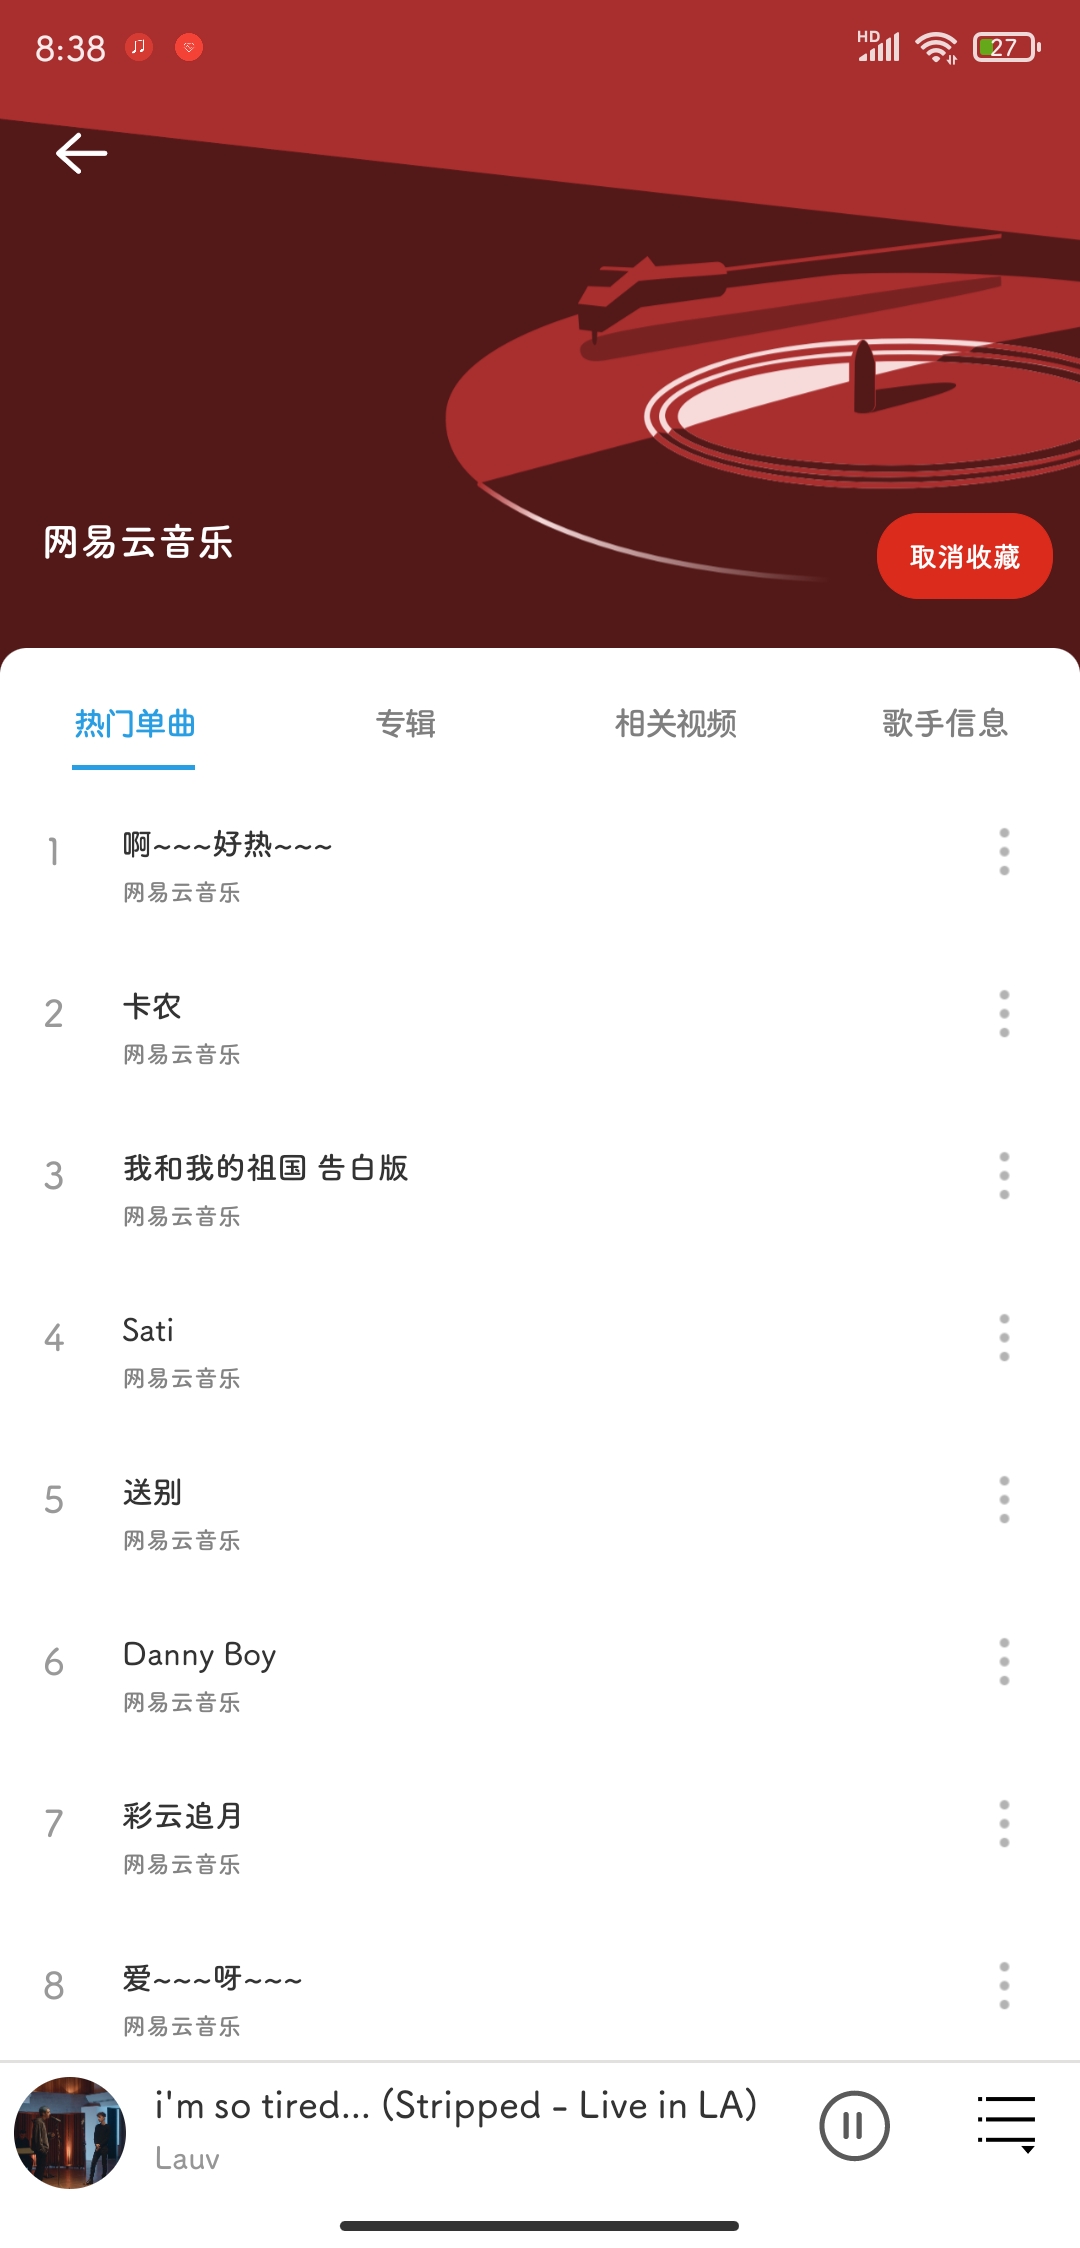 8:38
HD
27
网易云音乐
取消收藏
热门单曲 专辑 相关视频 歌手信息
1
啊~~~好热~~~
网易云音乐
2
卡农
网易云音乐
3
我和我的祖国 告白版
网易云音乐
4
Sati
网易云音乐
5
送别
网易云音乐
6
Danny Boy
网易云音乐
7
彩云追月
网易云音乐
8
爱~~~呀~~~
网易云音乐
i'm so tired... (Stripped - Live in LA)
Lauv